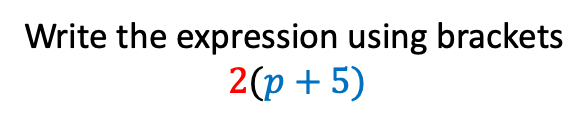 Write the expression using brackets
2(p + 5)